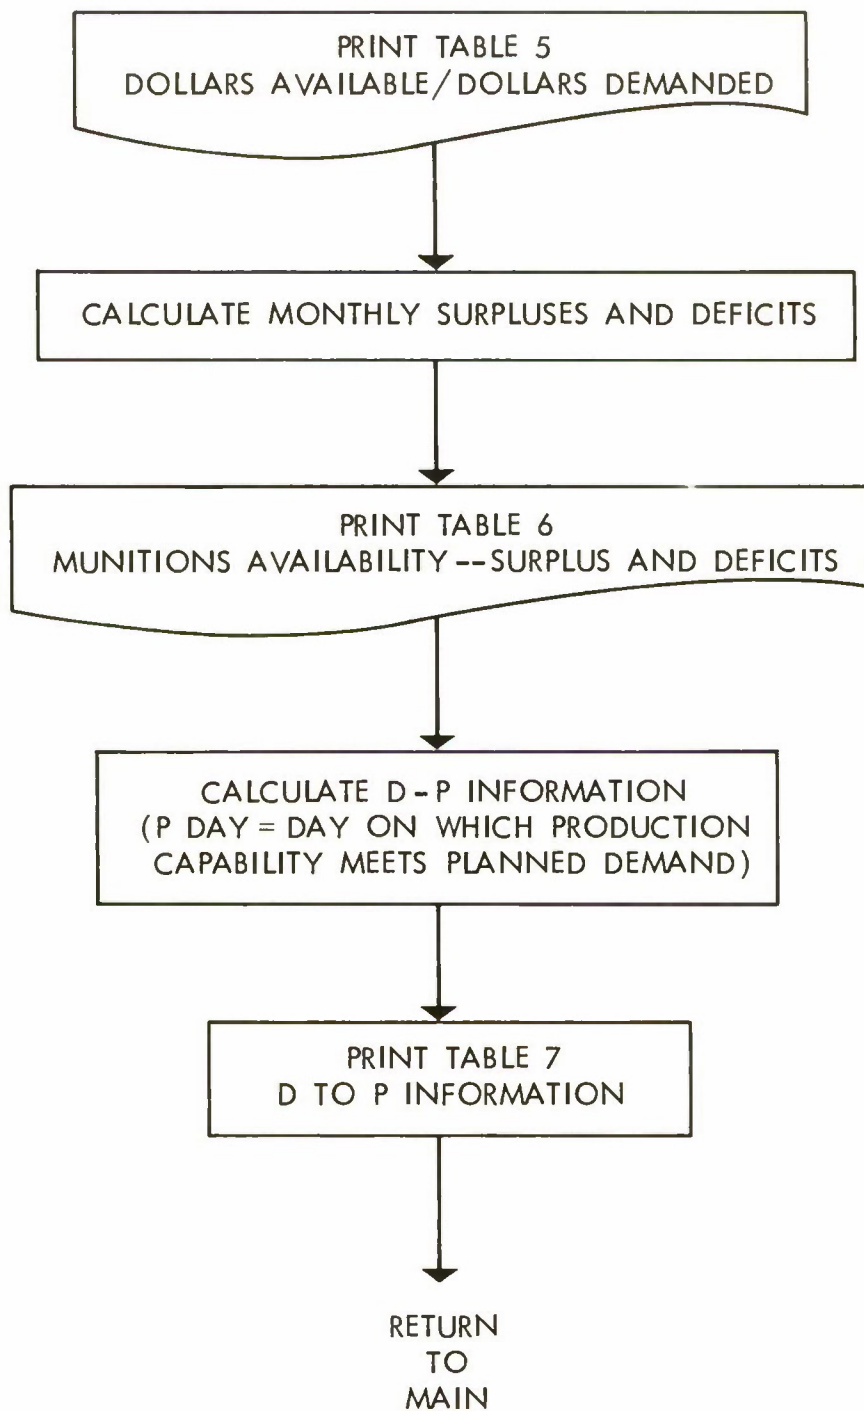 PRINT TABLE 5
DOLLARS AVAILABLE/DOLLARS DEMANDED
CALCULATE MONTHLY SURPLUSES AND DEFICITS
PRINT TABLE 6
MUNITIONS AVAILABILITY--SURPLUS AND DEFICITS
CALCULATE D-P INFORMATION
(P DAY = DAY ON WHICH PRODUCTION
CAPABILITY MEETS PLANNED DEMAND)
PRINT TABLE 7
D TO P INFORMATION
RETURN
TO
MAIN